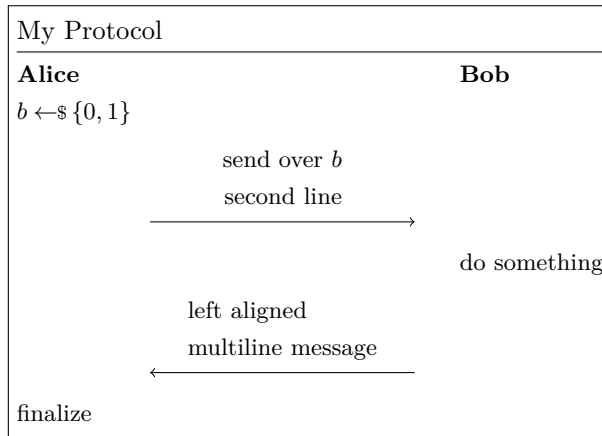 My Protocol
Alice Bob
b ←$ {0, 1}
send over b
second line
do something
left aligned
multiline message
finalize